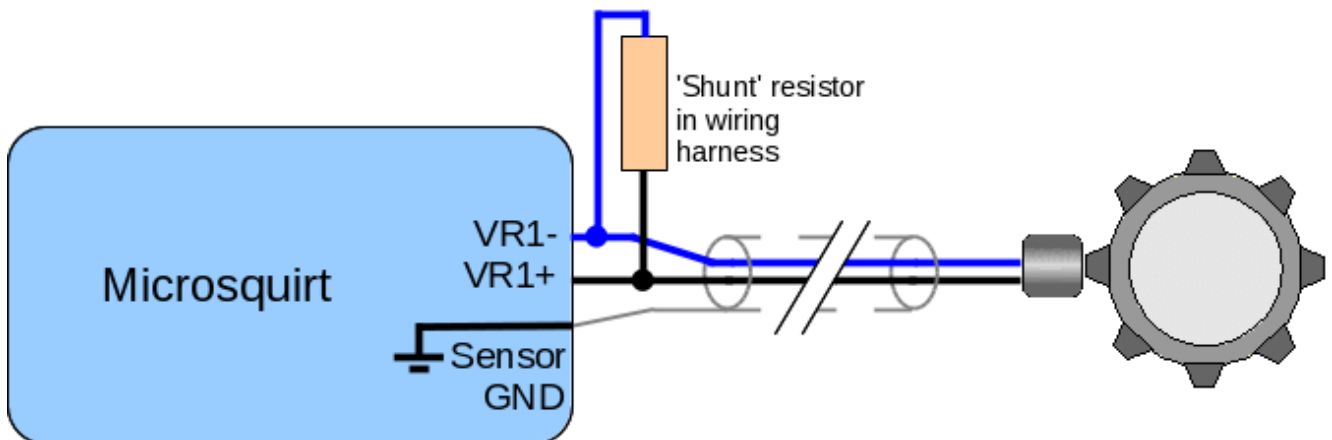 'Shunt' resistor
in wiring
harness
VR1-
VR1+
Microsquirt
Sensor
GND